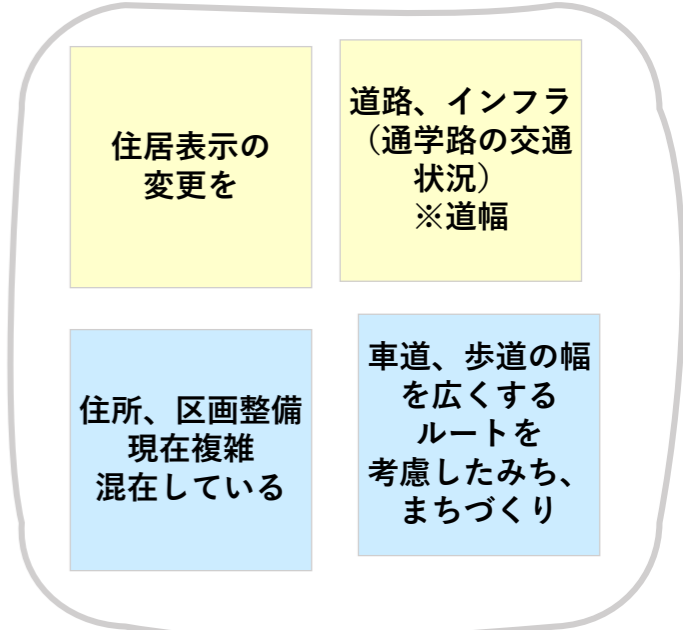 住居表示の
変更を
道路、インフラ
（通学路の交通
状況）
※道幅
住所、区画整備
現在複雑
混在している
車道、歩道の幅
を広くする
ルートを
考慮したみち、
まちづくり